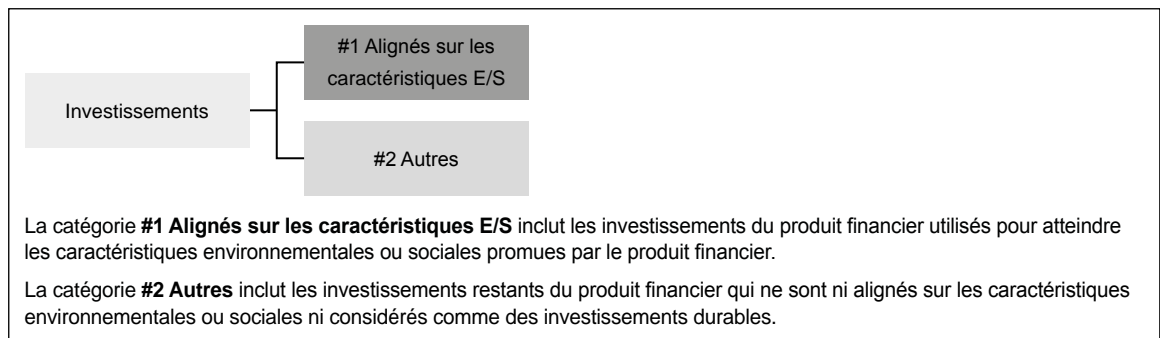 #1 Alignés sur les
caractéristiques E/S
Investissements
#2 Autres
La catégorie #1 Alignés sur les caractéristiques E/S inclut les investissements du produit financier utilisés pour atteindre
les caractéristiques environnementales ou sociales promues par le produit financier.
La catégorie #2 Autres inclut les investissements restants du produit financier qui ne sont ni alignés sur les caractéristiques
environnementales ou sociales ni considérés comme des investissements durables.